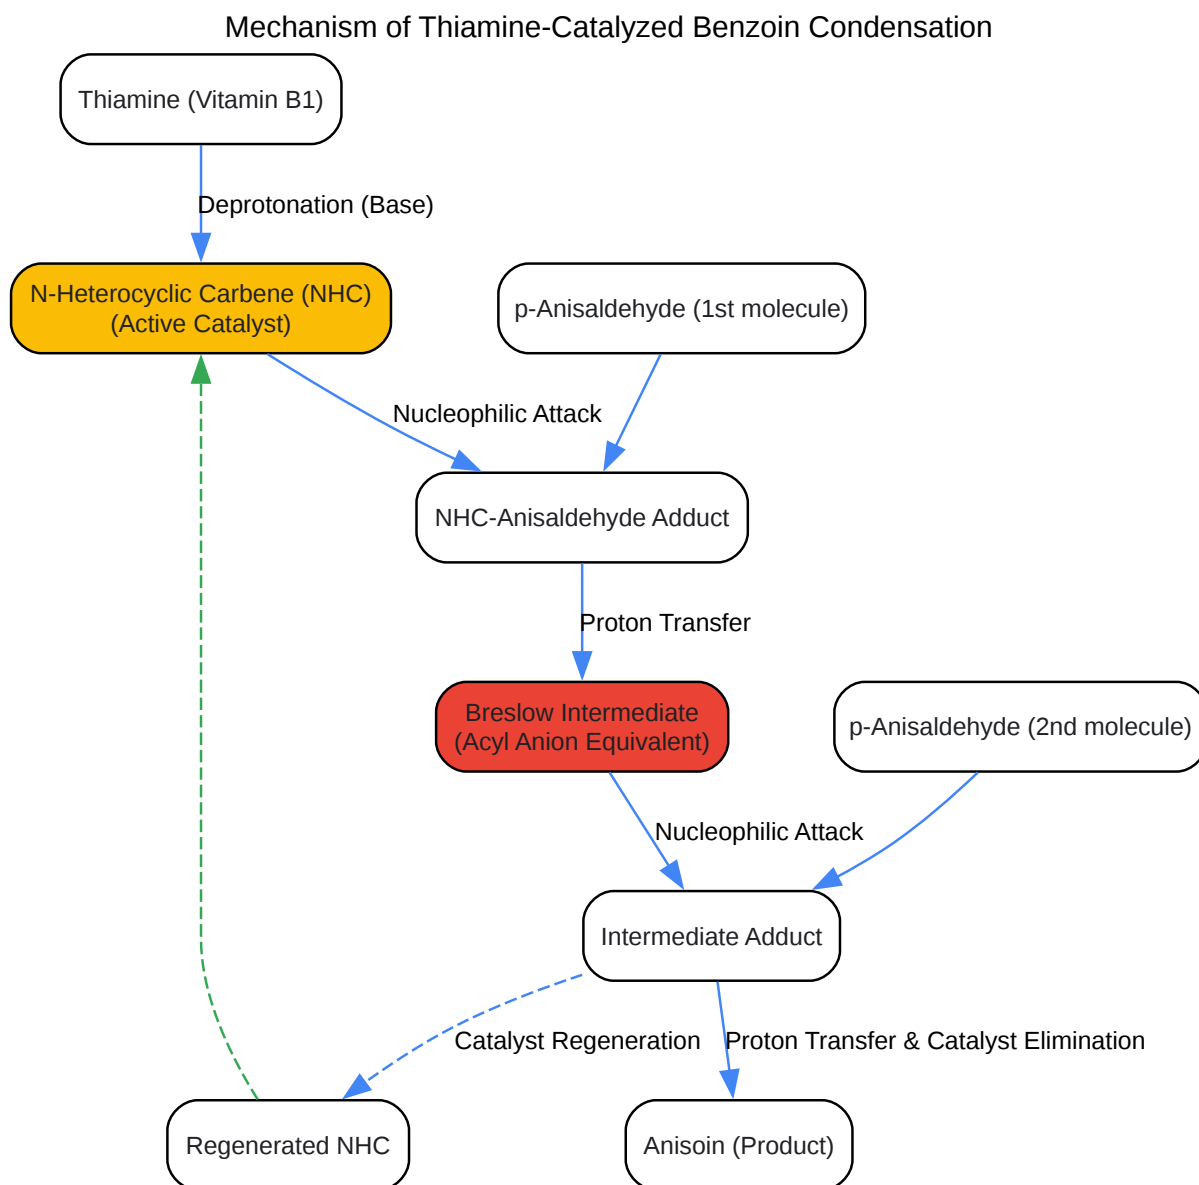 Mechanism of Thiamine-Catalyzed Benzoin Condensation
Thiamine (Vitamin B1)
Deprotonation (Base)
N-Heterocyclic Carbene (NHC)
(Active Catalyst)
p-Anisaldehyde (1st molecule)
Nucleophilic Attack
NHC-Anisaldehyde Adduct
Proton Transfer
Breslow Intermediate
(Acyl Anion Equivalent)
p-Anisaldehyde (2nd molecule)
Nucleophilic Attack
Intermediate Adduct
Catalyst Regeneration
Proton Transfer & Catalyst Elimination
Regenerated NHC
Anisoin (Product)